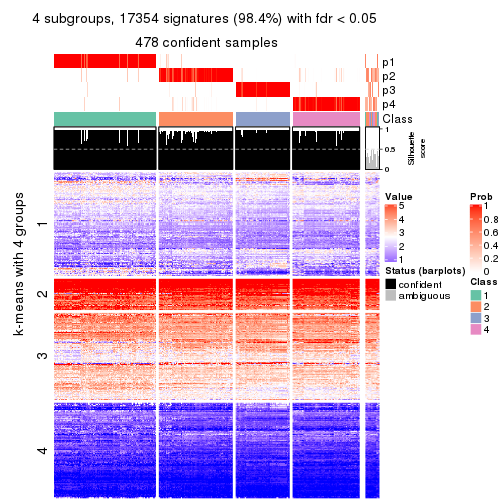 4 subgroups, 17354 signatures (98.4%) with fdr < 0.05
478 confident samples
p1
p2
p3
p4
Class
1
0.5
0
Silhouette
score
k-means with 4 groups
1
2
3
4
Value
5
4
3
2
1
Status (barplots)
confident
ambiguous
Prob
1
0.8
0.6
0.4
0.2
0
Class
1
2
3
4